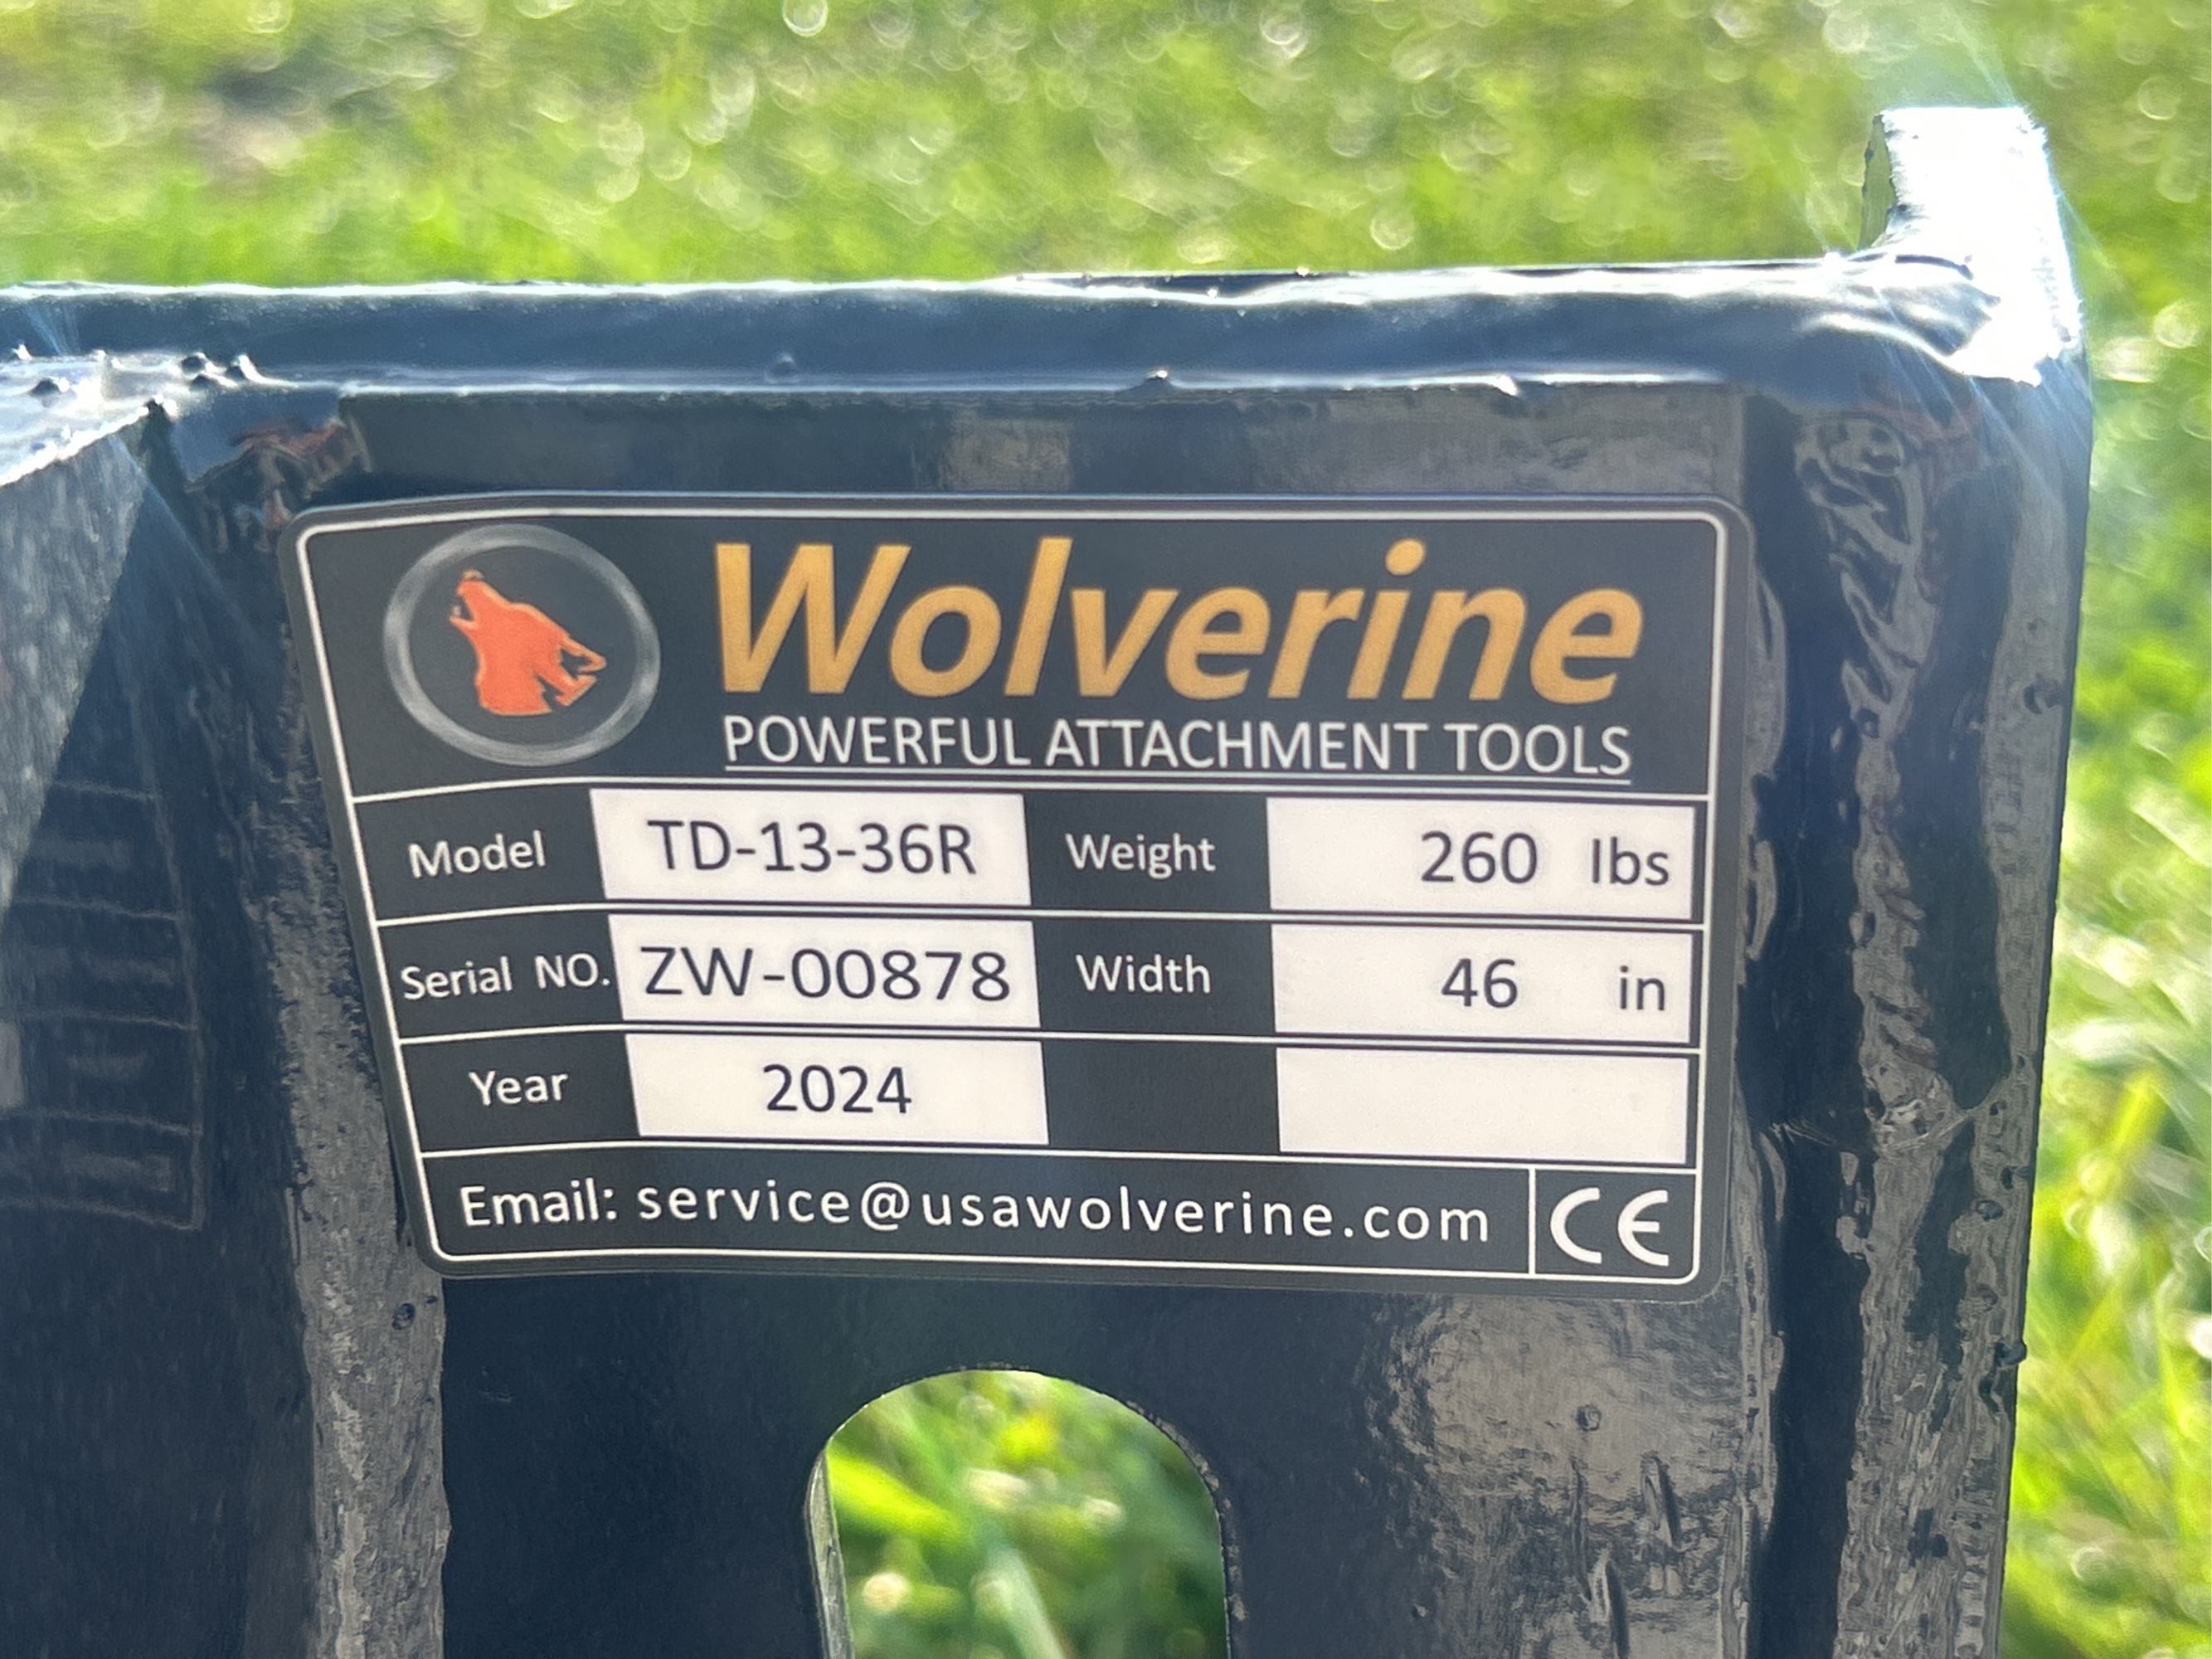 Wolverine
POWERFUL ATTACHMENT TOOLS
Model TD-13-36R Weight 260 lbs
Serial NO. ZW-00878 Width 46 in
Year 2024
Email: service@usawolverine.com CE